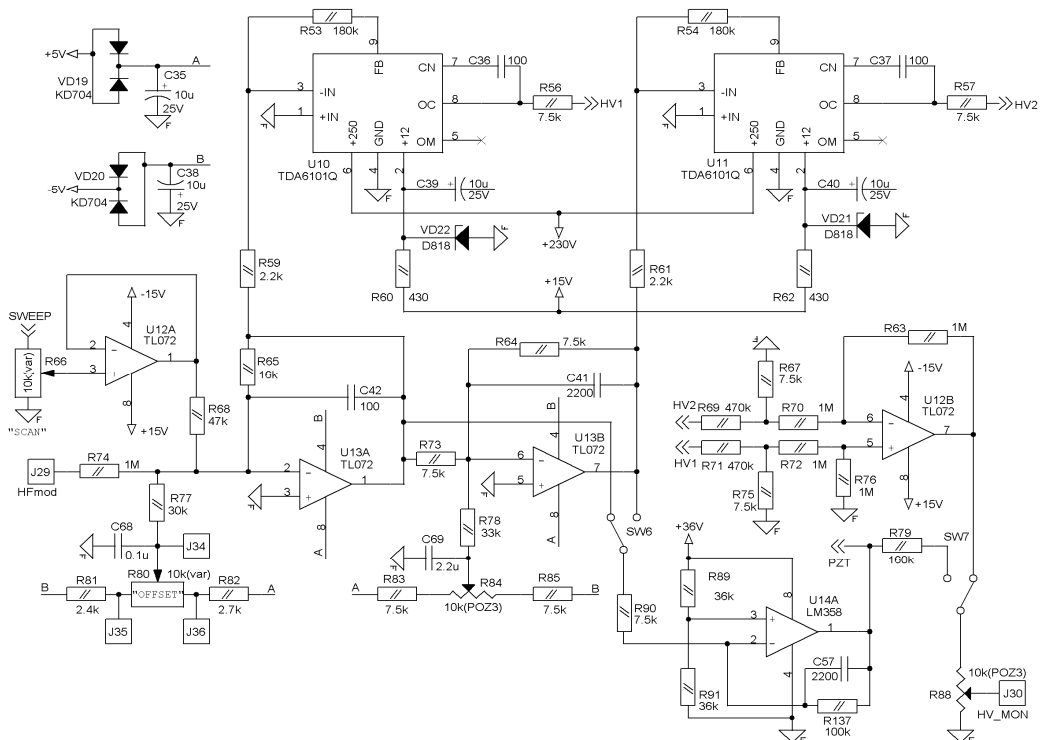 R53 180k
9
FB
3 -IN
1 +IN
CN 7
OC 8
OM 5
+250 GND +12
6 4 2
U10
TDA6101Q
C36 100
R56
7.5k
HV1
R54 180k
9
FB
3 -IN
1 +IN
CN 7
OC 8
OM 5
+250 GND +12
6 4 2
U11
TDA6101Q
C37 100
R57
7.5k
HV2
+5V
VD19
KD704
C35
+
10u
25V
A
F
-5V
VD20
KD704
C38
10u
+
25V
B
F
C39 + 10u
25V
VD22
D818
F
+230V
+15V
R60 430
C40 + 10u
25V
VD21
D818
F
R62 430
R59
2.2k
R61
2.2k
SWEEP
10k(var)
R66
F
"SCAN"
U12A
TL072
-15V
4
2
3
1
8
+15V
R68
47k
R65
16k
C42
100
R64 7.5k
C41
2200
J29
HFmod
R74 1M
R77
30k
C68
0.1u
F
J34
R80 10k(var)
"OFFSET"
B R81
2.4k
R82 A
2.7k
J35
J36
B
4
U13A
TL072
2
3
1
8
A
F
R73
7.5k
B
4
U13B
TL072
6
5
7
8
A
F
R78
33k
C69
2.2u
F
A R83
7.5k
R84
10k(POZ3)
R85 B
7.5k
SW6
R90
7.5k
R63 1M
R67
7.5k
F
HV2 R69 470k
R70 1M
HV1 R71 470k
R72 1M
R75
7.5k
F
R76
1M
F
U12B
TL072
-15V
4
6
5
7
8
+15V
+36V
R89
36k
R91
36k
U14A
LM358
3
2
1
8
4
F
C57
2200
R137
100k
PZT
R79
160k
SW7
10k(POZ3)
R88
J30
HV_MON
F